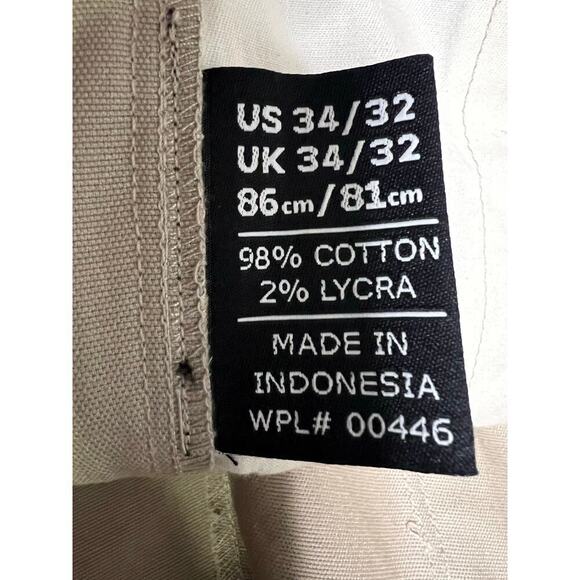 US 34/32
UK 34/32
86cm/81cm
98% COTTON
2% LYCRA
MADE IN
INDONESIA
WPL# 00446